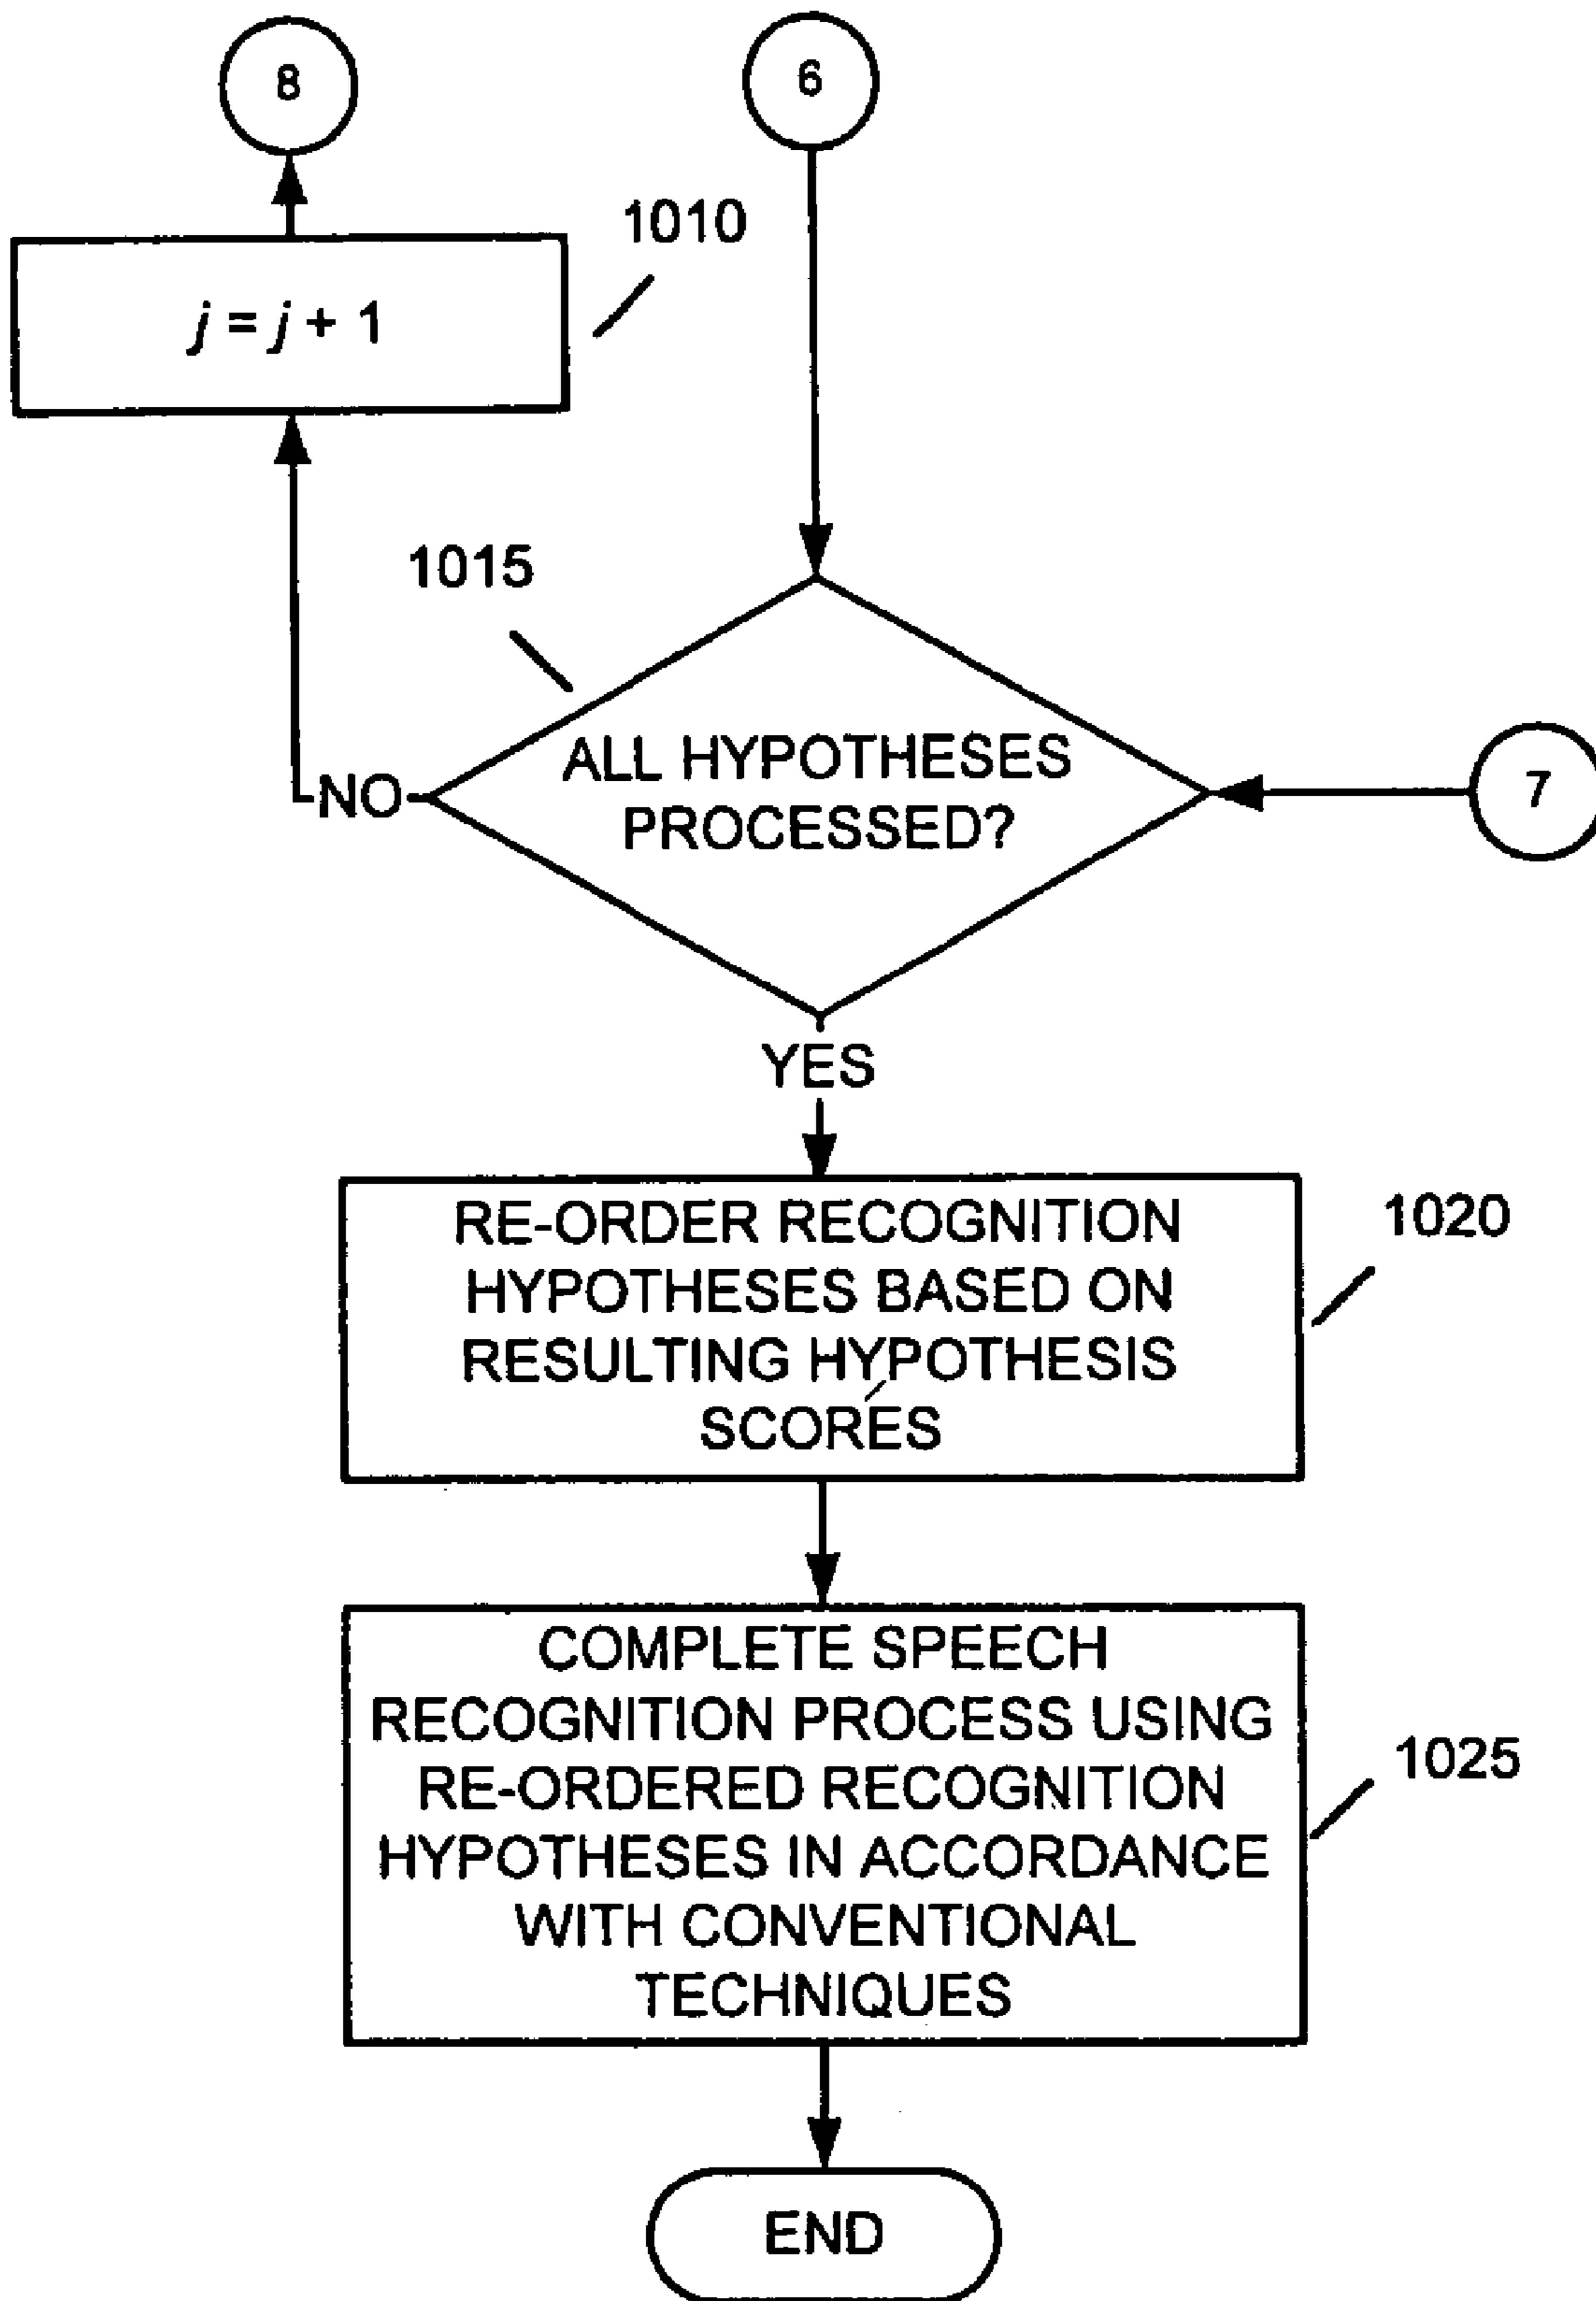 8
6
1010
j = j + 1
1015
ALL HYPOTHESES
PROCESSED?
NO
7
YES
RE-ORDER RECOGNITION
HYPOTHESES BASED ON
RESULTING HYPOTHESIS
SCORES
1020
COMPLETE SPEECH
RECOGNITION PROCESS USING
RE-ORDERED RECOGNITION
HYPOTHESES IN ACCORDANCE
WITH CONVENTIONAL
TECHNIQUES
1025
END